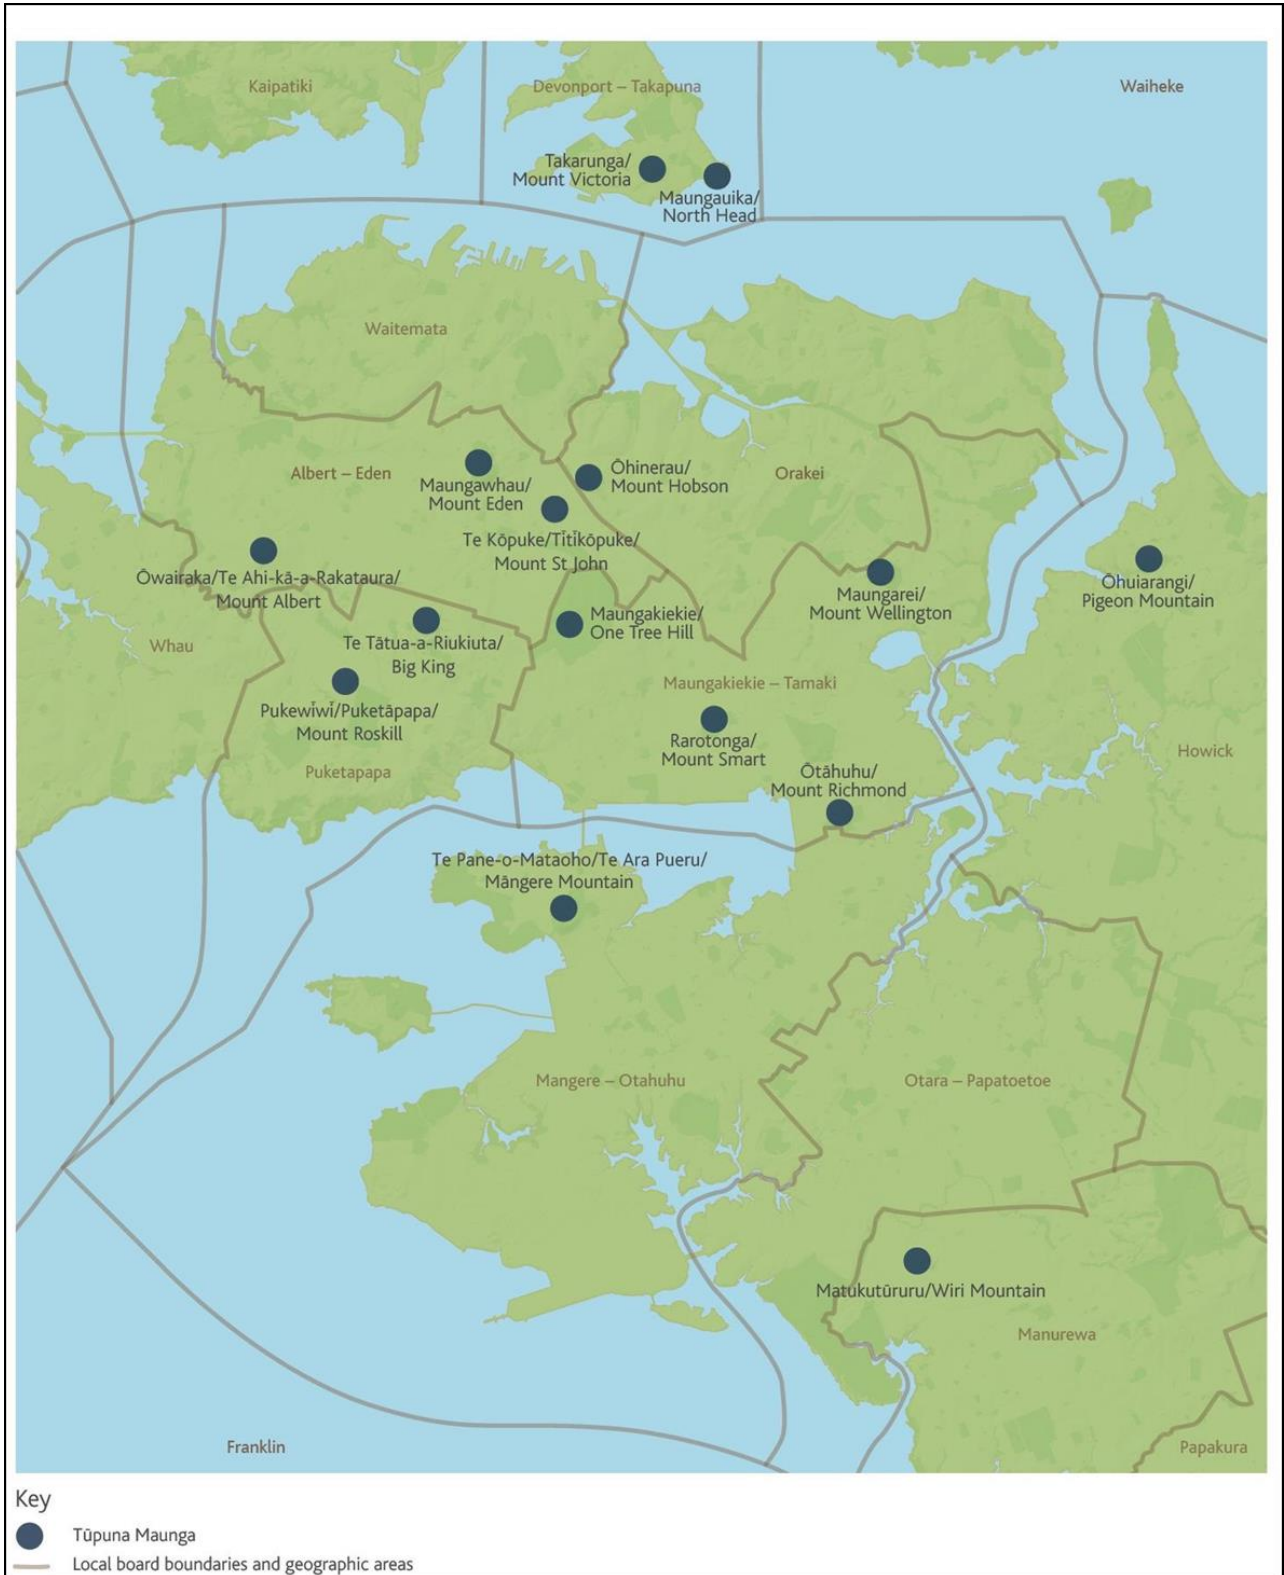 Kaipatiki
Devonport – Takapuna
Waiheke
Takarunga/
Mount Victoria
Maungauika/
North Head
Waitemata
Albert – Eden
Maungawhau/
Mount Eden
Ōhinerau/
Mount Hobson
Orakei
Te Kōpuke/Tītīkōpuke/
Mount St John
Ōwairaka/Te Ahi-kā-a-Rakataura/
Mount Albert
Maungarei/
Mount Wellington
Ōhuiarangi/
Pigeon Mountain
Maungakiekie/
One Tree Hill
Te Tātua-a-Riukiuta/
Big King
Whau
Maungakiekie – Tamaki
Pukewīwī/Puketāpapa/
Mount Roskill
Rarotonga/
Mount Smart
Howick
Puketapapa
Ōtāhuhu/
Mount Richmond
Te Pane-o-Mataoho/Te Ara Pueru/
Māngere Mountain
Mangere – Otahuhu
Otara – Papatoetoe
Matukutūruru/Wiri Mountain
Manurewa
Franklin
Papakura
Key
Tūpuna Maunga
Local board boundaries and geographic areas